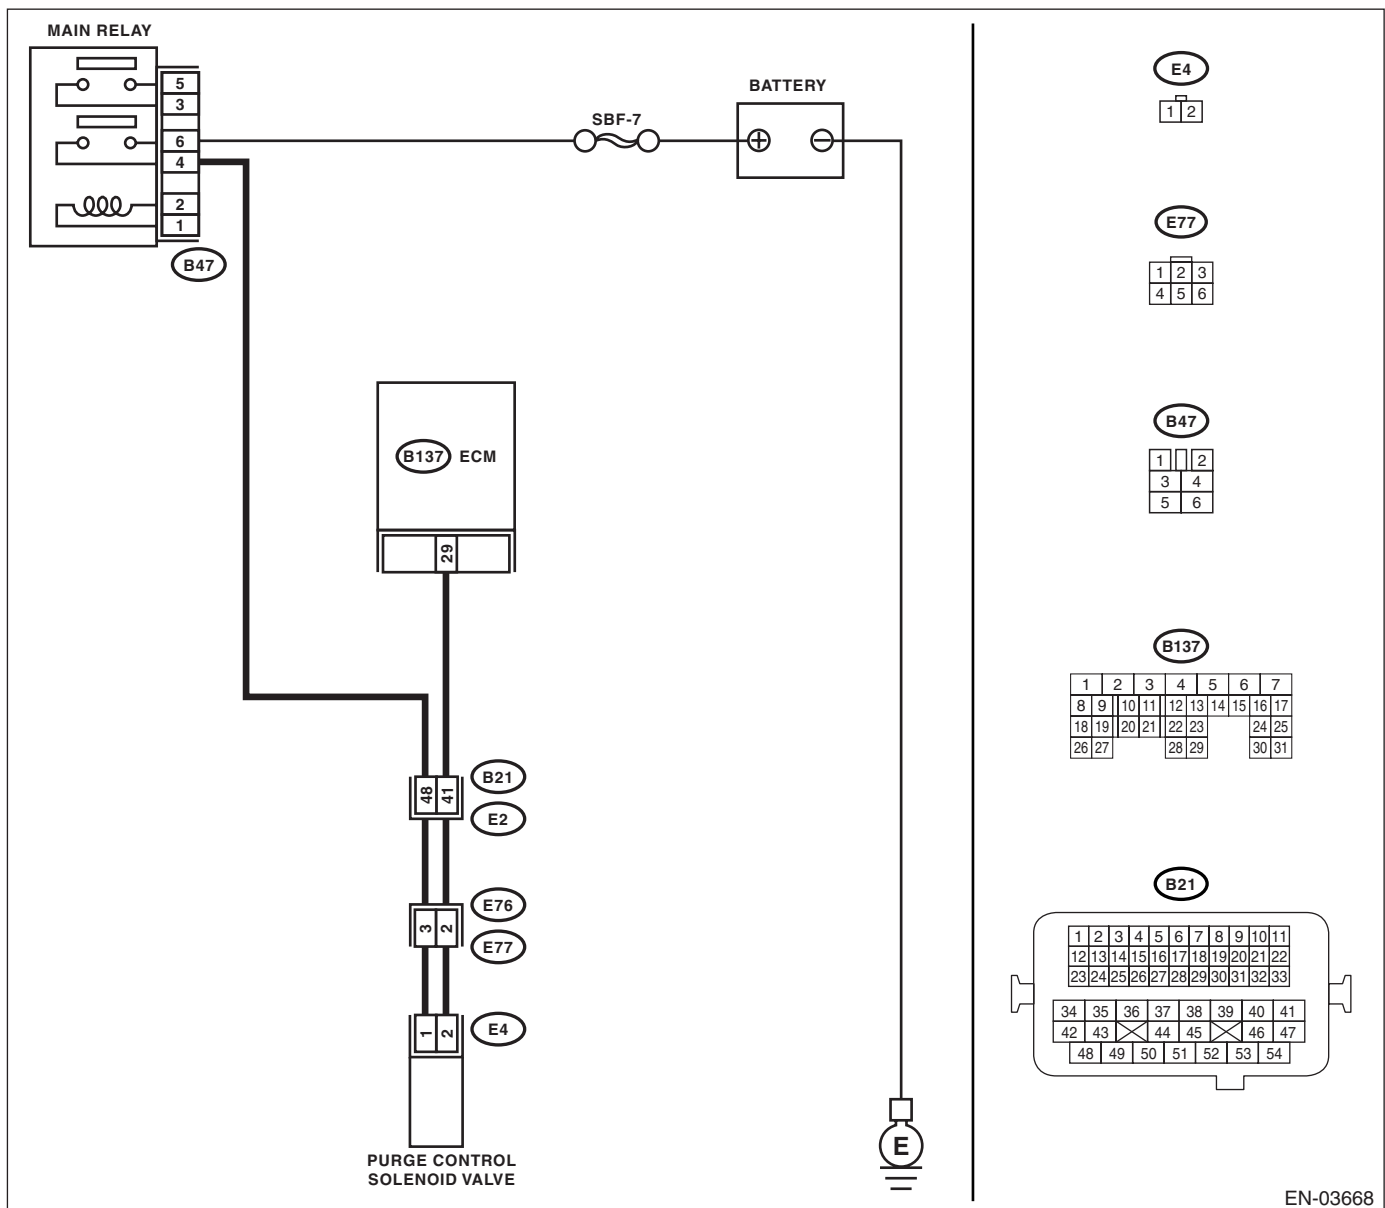 MAIN RELAY
5
3
6
4
2
1
B47
SBF-7
BATTERY
B137 ECM
29
48 41
B21
E2
3 2
E76
E77
1 2
E4
PURGE CONTROL
SOLENOID VALVE
E
E4
1 2
E77
1 2 3
4 5 6
B47
1 2
3 4
5 6
B137
1 2 3 4 5 6 7
8 9 10 11 12 13 14 15 16 17
18 19 20 21 22 23 24 25
26 27 28 29 30 31
B21
1 2 3 4 5 6 7 8 9 10 11
12 13 14 15 16 17 18 19 20 21 22
23 24 25 26 27 28 29 30 31 32 33
34 35 36 37 38 39 40 41
42 43 44 45 46 47
48 49 50 51 52 53 54
EN-03668